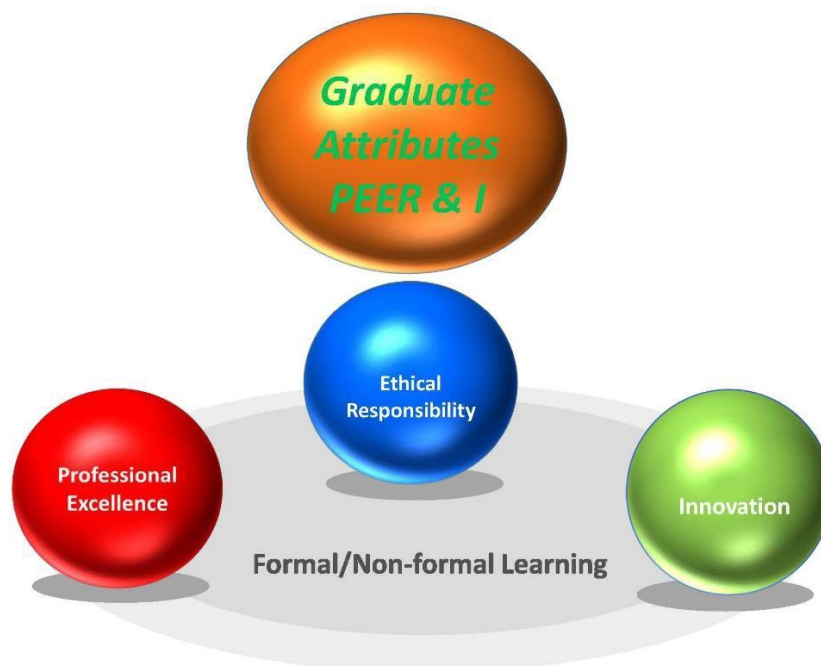 Graduate
Attributes
PEER & I
Ethical
Responsibility
Professional
Excellence
Innovation
Formal/Non-formal Learning